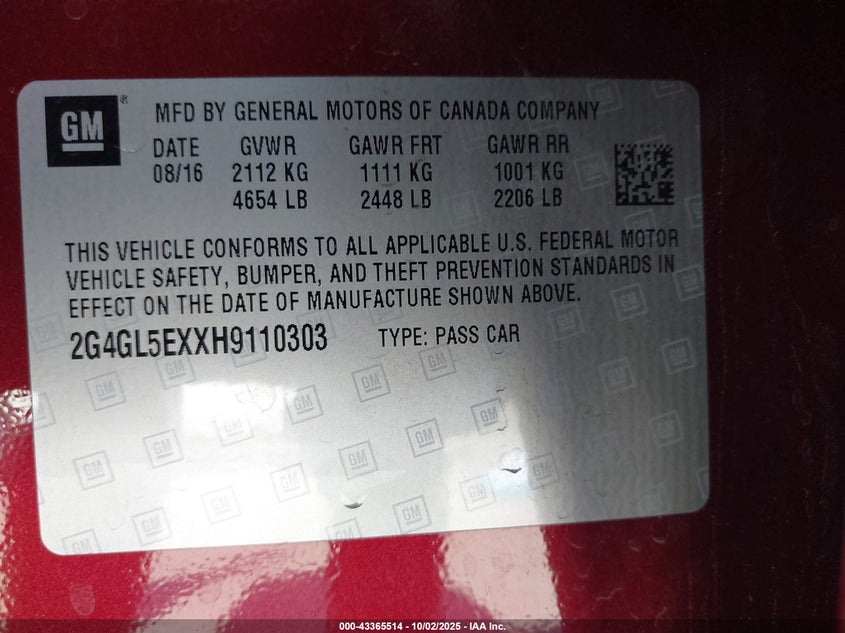 GM ®
MFD BY GENERAL MOTORS OF CANADA COMPANY
DATE GVWR GAWR FRT GAWR RR
08/16 2112 KG 1111 KG 1001 KG
4654 LB 2448 LB 2206 LB
THIS VEHICLE CONFORMS TO ALL APPLICABLE U.S. FEDERAL MOTOR
VEHICLE SAFETY, BUMPER, AND THEFT PREVENTION STANDARDS IN
EFFECT ON THE DATE OF MANUFACTURE SHOWN ABOVE.
2G4GL5EXXH9110303 TYPE: PASS CAR
000-43365514 - 10/02/2025 - IAA Inc.